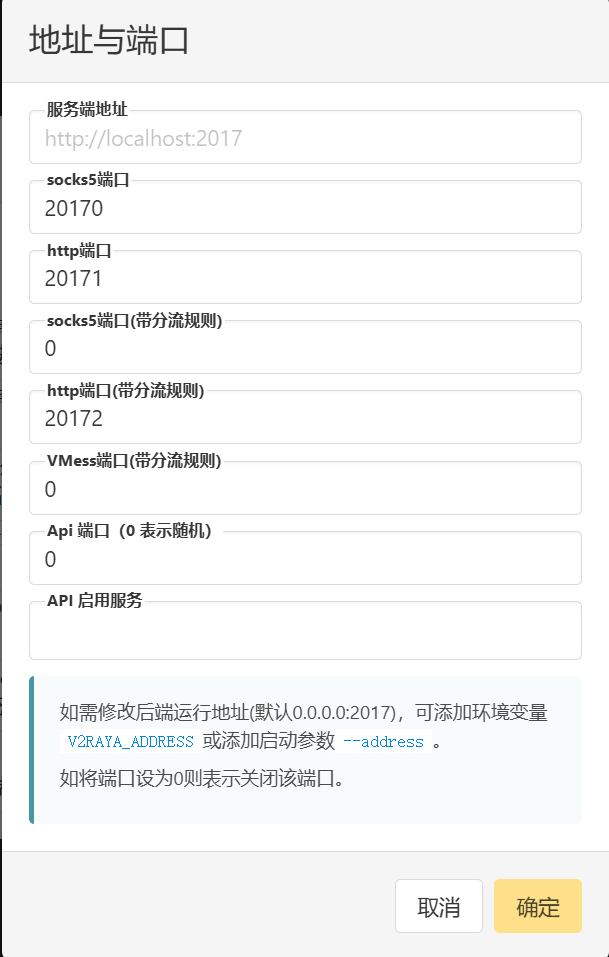 地址与端口
服务端地址
http://localhost:2017
socks5端口
20170
http端口
20171
socks5端口(带分流规则)
0
http端口(带分流规则)
20172
VMess端口(带分流规则)
0
Api 端口（0 表示随机）
0
API 启用服务
如需修改后端运行地址(默认0.0.0.0:2017)，可添加环境变量
V2RAYA_ADDRESS 或添加启动参数 --address 。
如将端口设为0则表示关闭该端口。
取消 确定